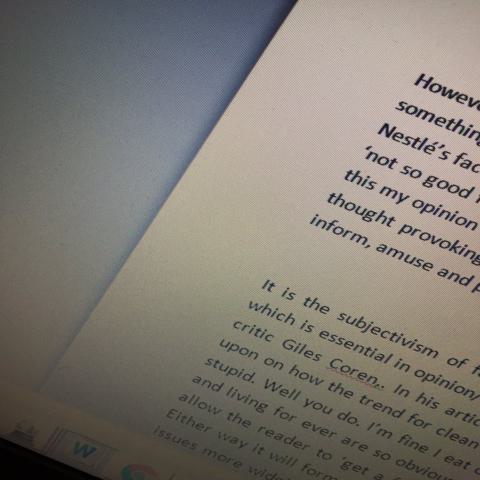 However
something
Nestlé's fac
'not so good
this my opinion
thought provoking
inform, amuse and p
It is the subjectivism of
which is essential in opinion/
critic Giles Coren.. In his artic
upon on how the trend for clean
stupid. Well you do. I'm fine I eat
and living for ever are so obviou
allow the reader to 'get a
Either way it will form
issues more wid
W